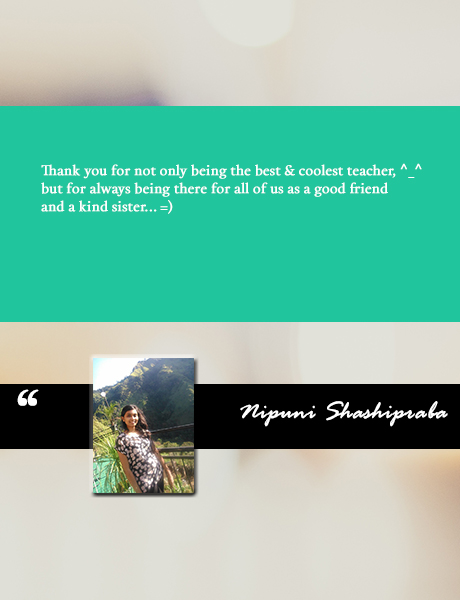 Thank you for not only being the best & coolest teacher, ^_^
but for always being there for all of us as a good friend
and a kind sister... =)
“
Nipuni Shashipraba